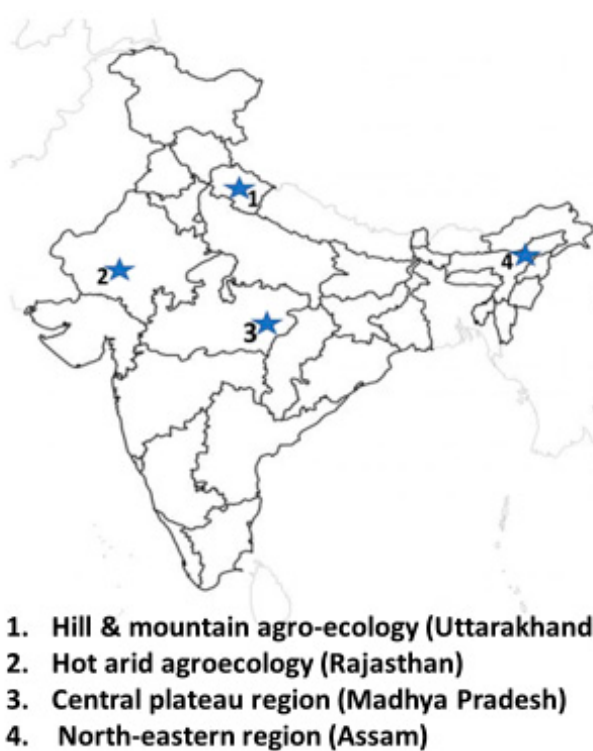 1
2
3
4
1. Hill & mountain agro-ecology (Uttarakhand
2. Hot arid agroecology (Rajasthan)
3. Central plateau region (Madhya Pradesh)
4. North-eastern region (Assam)